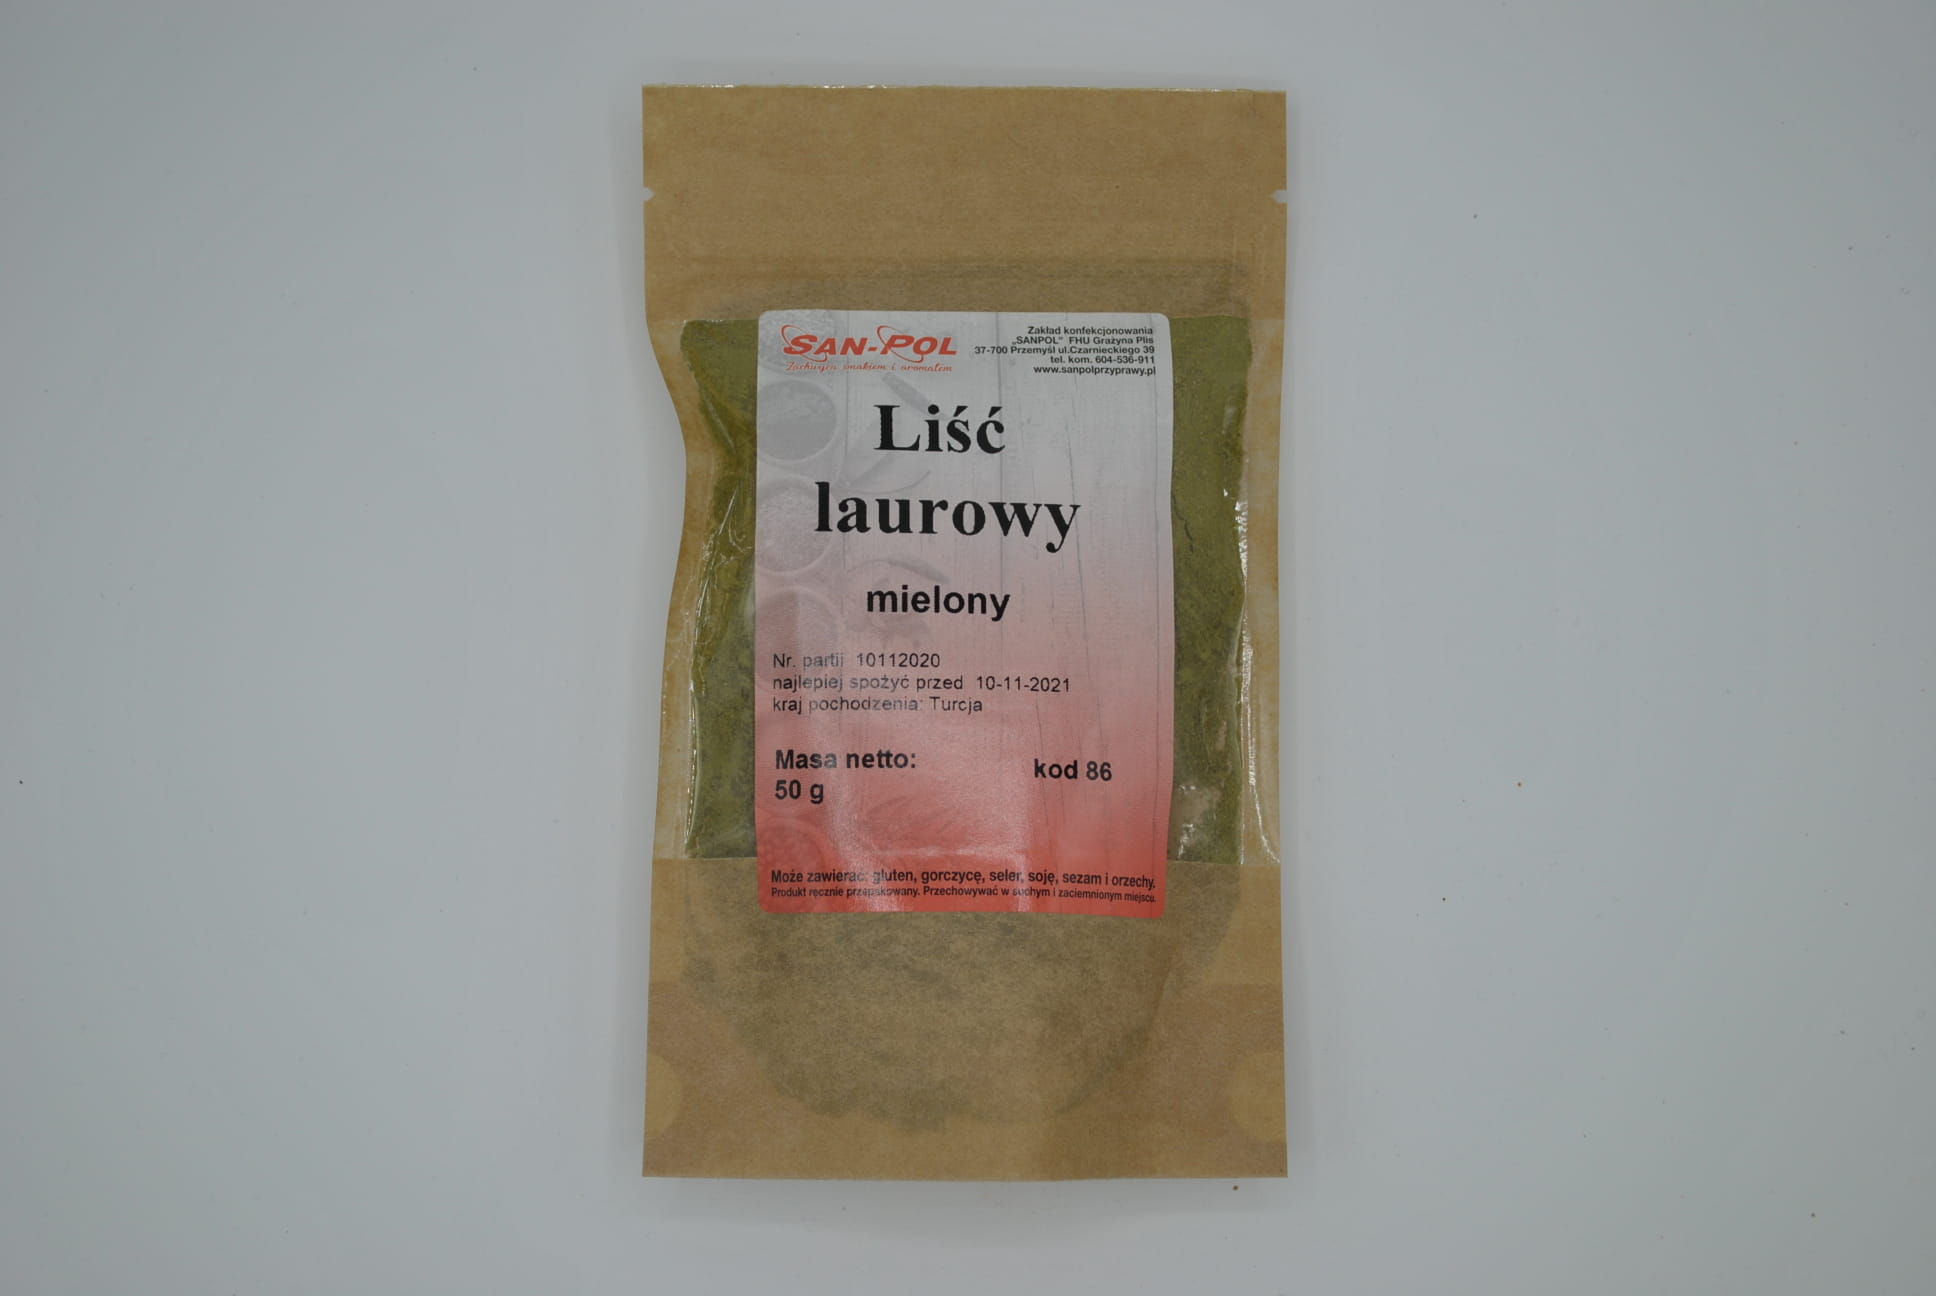 SAN-POL
Zachwyca smakiem i aromatem
Zakład konfekcjonowania
„SANPOL" FHU Grażyna Plis
37-700 Przemyśl ul.Czarnieckiego 39
tel. kom. 604-536-911
www.sanpolprzyprawy.pl
Liść
laurowy
mielony
Nr. partii 10112020
najlepiej spożyć przed 10-11-2021
kraj pochodzenia: Turcja
Masa netto:
50 g
kod 86
Może zawierać: gluten, gorczycę, seler, soję, sezam i orzechy.
Produkt ręcznie przepakowany. Przechowywać w suchym i zaciemnionym miejscu.